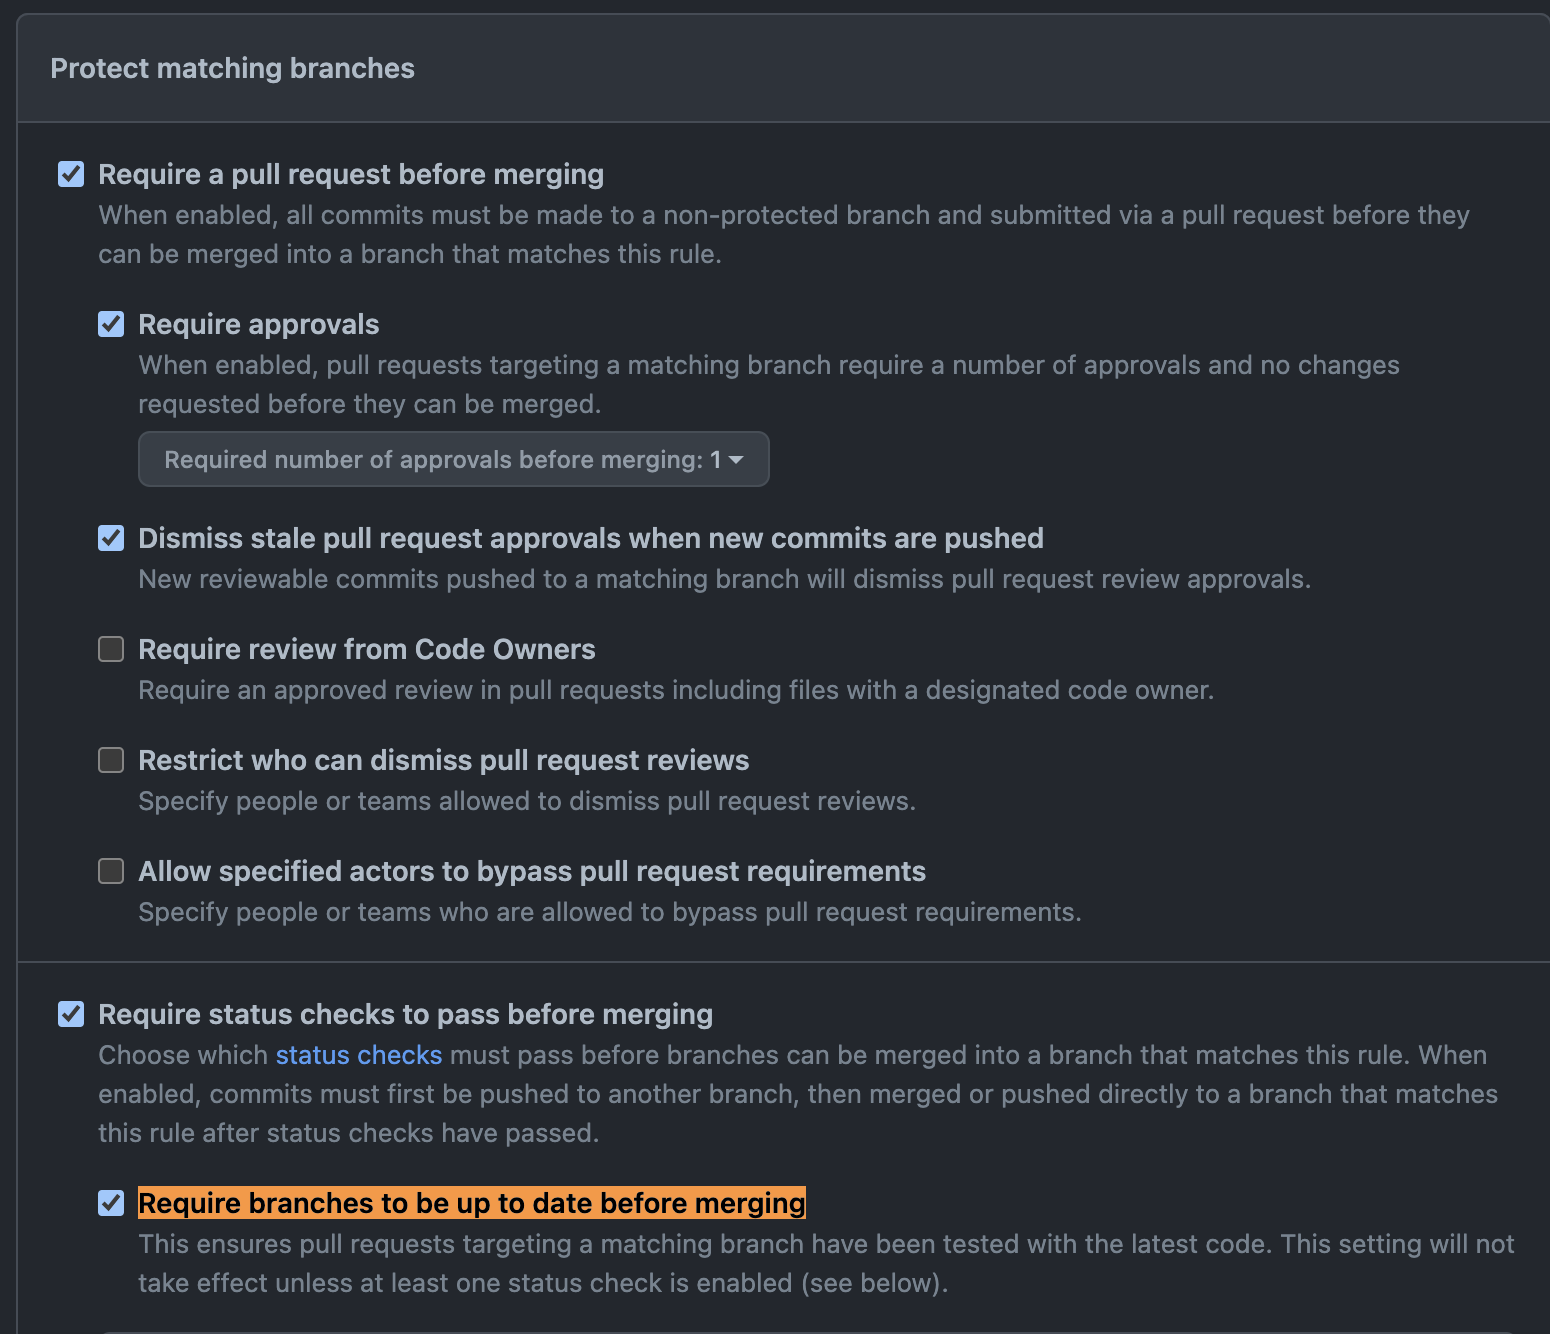 Protect matching branches
Require a pull request before merging
When enabled, all commits must be made to a non-protected branch and submitted via a pull request before they
can be merged into a branch that matches this rule.
Require approvals
When enabled, pull requests targeting a matching branch require a number of approvals and no changes
requested before they can be merged.
Required number of approvals before merging: 1
Dismiss stale pull request approvals when new commits are pushed
New reviewable commits pushed to a matching branch will dismiss pull request review approvals.
Require review from Code Owners
Require an approved review in pull requests including files with a designated code owner.
Restrict who can dismiss pull request reviews
Specify people or teams allowed to dismiss pull request reviews.
Allow specified actors to bypass pull request requirements
Specify people or teams who are allowed to bypass pull request requirements.
Require status checks to pass before merging
Choose which status checks must pass before branches can be merged into a branch that matches this rule. When
enabled, commits must first be pushed to another branch, then merged or pushed directly to a branch that matches
this rule after status checks have passed.
Require branches to be up to date before merging
This ensures pull requests targeting a matching branch have been tested with the latest code. This setting will not
take effect unless at least one status check is enabled (see below).